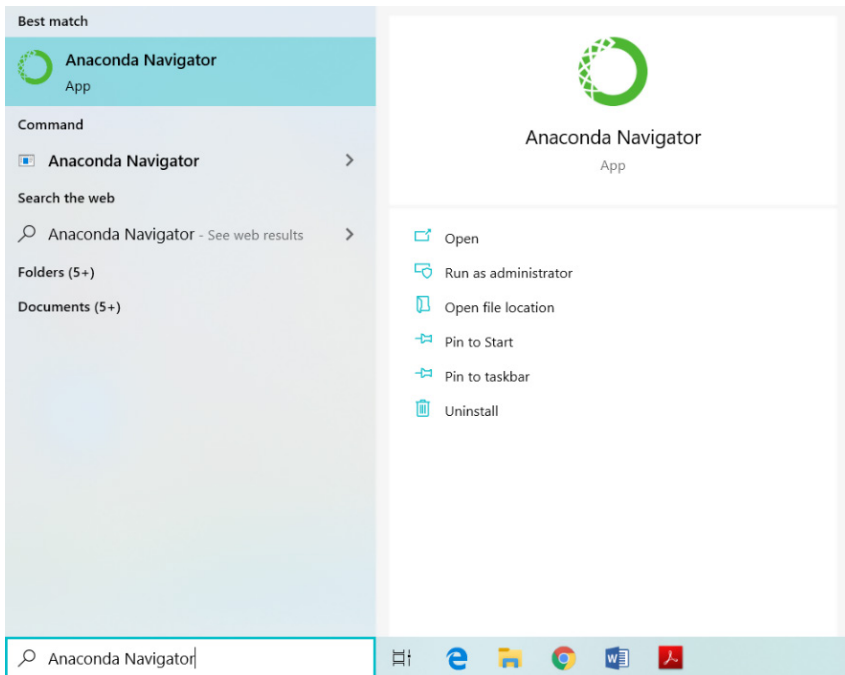 Best match
Anaconda Navigator
App
Command
Anaconda Navigator
Search the web
Anaconda Navigator - See web results
Folders (5+)
Documents (5+)
Anaconda Navigator
App
Open
Run as administrator
Open file location
Pin to Start
Pin to taskbar
Uninstall
Anaconda Navigator